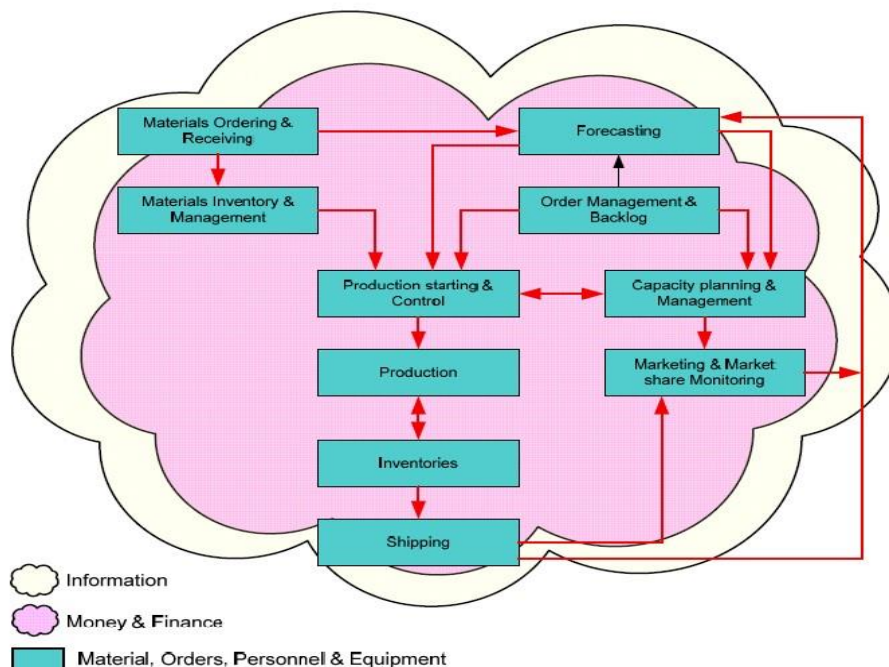 Materials Ordering &
Receiving
Forecasting
Materials Inventory &
Management
Order Management &
Backlog
Production starting &
Control
Capacity planning &
Management
Production
Marketing & Market
share Monitoring
Inventories
Shipping
Information
Money & Finance
Material, Orders, Personnel & Equipment